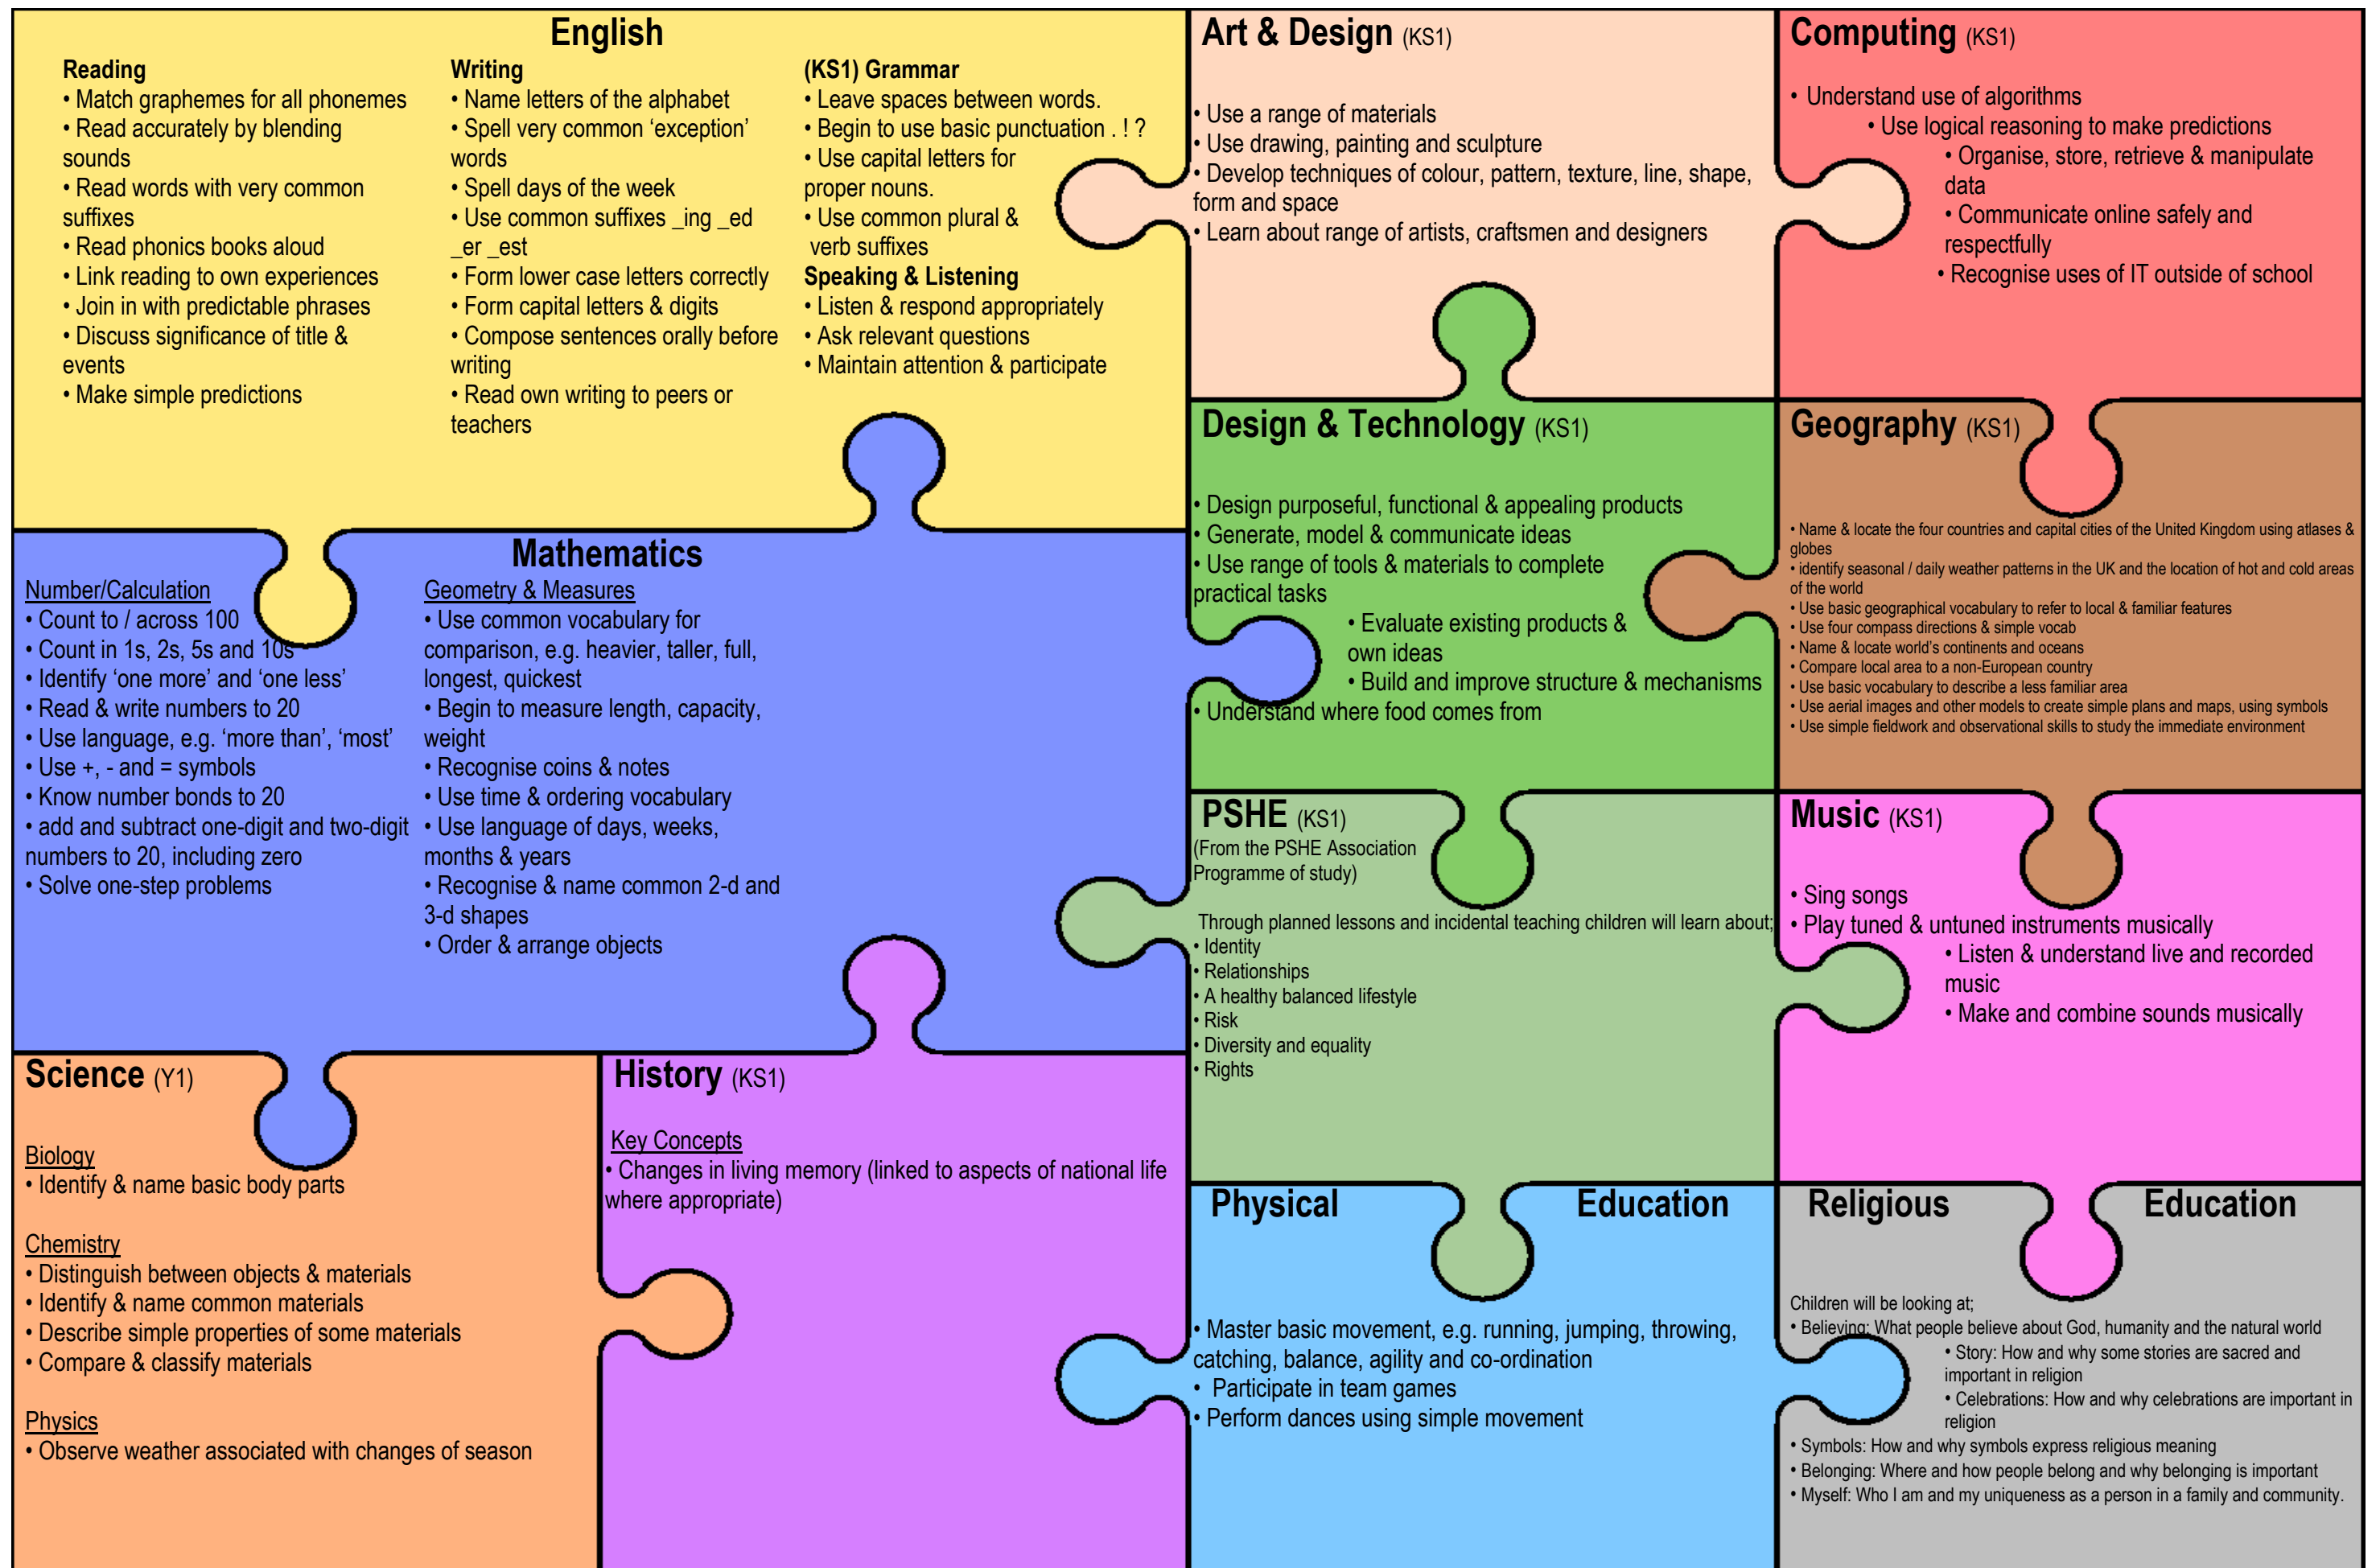 English
Reading
• Match graphemes for all phonemes
• Read accurately by blending
sounds
• Read words with very common
suffixes
• Read phonics books aloud
• Link reading to own experiences
• Join in with predictable phrases
• Discuss significance of title &
events
• Make simple predictions
Writing
• Name letters of the alphabet
• Spell very common ‘exception’
words
• Spell days of the week
• Use common suffixes _ing _ed
_er _est
• Form lower case letters correctly
• Form capital letters & digits
• Compose sentences orally before
writing
• Read own writing to peers or
teachers
(KS1) Grammar
• Leave spaces between words.
• Begin to use basic punctuation . ! ?
• Use capital letters for
proper nouns.
• Use common plural &
verb suffixes
Speaking & Listening
• Listen & respond appropriately
• Ask relevant questions
• Maintain attention & participate
Art & Design (KS1)
• Use a range of materials
• Use drawing, painting and sculpture
• Develop techniques of colour, pattern, texture, line, shape,
form and space
• Learn about range of artists, craftsmen and designers
Computing (KS1)
• Understand use of algorithms
• Use logical reasoning to make predictions
• Organise, store, retrieve & manipulate
data
• Communicate online safely and
respectfully
• Recognise uses of IT outside of school
Mathematics
Number/Calculation
• Count to / across 100
• Count in 1s, 2s, 5s and 10s
• Identify ‘one more’ and ‘one less’
• Read & write numbers to 20
• Use language, e.g. ‘more than’, ‘most’
• Use +, - and = symbols
• Know number bonds to 20
• add and subtract one-digit and two-digit
numbers to 20, including zero
• Solve one-step problems
Geometry & Measures
• Use common vocabulary for
comparison, e.g. heavier, taller, full,
longest, quickest
• Begin to measure length, capacity,
weight
• Recognise coins & notes
• Use time & ordering vocabulary
• Use language of days, weeks,
months & years
• Recognise & name common 2-d and
3-d shapes
• Order & arrange objects
Design & Technology (KS1)
• Design purposeful, functional & appealing products
• Generate, model & communicate ideas
• Use range of tools & materials to complete
practical tasks
• Evaluate existing products &
own ideas
• Build and improve structure & mechanisms
• Understand where food comes from
Geography (KS1)
• Name & locate the four countries and capital cities of the United Kingdom using atlases &
globes
• identify seasonal / daily weather patterns in the UK and the location of hot and cold areas
of the world
• Use basic geographical vocabulary to refer to local & familiar features
• Use four compass directions & simple vocab
• Name & locate world's continents and oceans
• Compare local area to a non-European country
• Use basic vocabulary to describe a less familiar area
• Use aerial images and other models to create simple plans and maps, using symbols
• Use simple fieldwork and observational skills to study the immediate environment
PSHE (KS1)
(From the PSHE Association
Programme of study)
Through planned lessons and incidental teaching children will learn about;
• Identity
• Relationships
• A healthy balanced lifestyle
• Risk
• Diversity and equality
• Rights
Music (KS1)
• Sing songs
• Play tuned & untuned instruments musically
• Listen & understand live and recorded
music
• Make and combine sounds musically
Science (Y1)
Biology
• Identify & name basic body parts
Chemistry
• Distinguish between objects & materials
• Identify & name common materials
• Describe simple properties of some materials
• Compare & classify materials
Physics
• Observe weather associated with changes of season
History (KS1)
Key Concepts
• Changes in living memory (linked to aspects of national life
where appropriate)
Physical Education
• Master basic movement, e.g. running, jumping, throwing,
catching, balance, agility and co-ordination
• Participate in team games
• Perform dances using simple movement
Religious Education
Children will be looking at;
• Believing: What people believe about God, humanity and the natural world
• Story: How and why some stories are sacred and
important in religion
• Celebrations: How and why celebrations are important in
religion
• Symbols: How and why symbols express religious meaning
• Belonging: Where and how people belong and why belonging is important
• Myself: Who I am and my uniqueness as a person in a family and community.